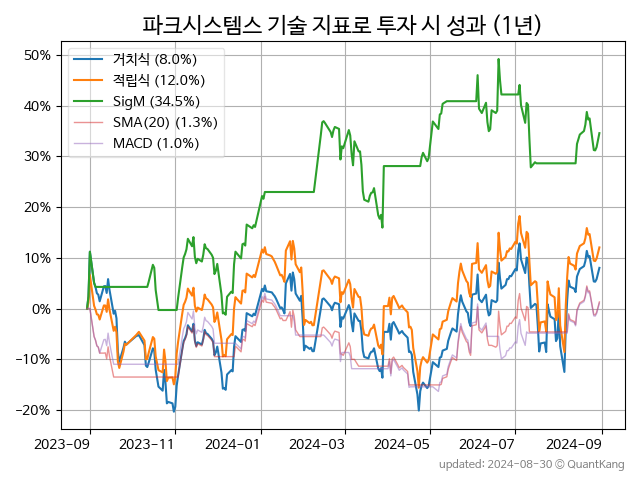 파크시스템스 기술 지표로 투자 시 성과 (1년)
거치식 (8.0%)
적립식 (12.0%)
SigM (34.5%)
SMA(20) (1.3%)
MACD (1.0%)
50%
40%
30%
20%
10%
0%
−10%
−20%
2023-09
2023-11
2024-01
2024-03
2024-05
2024-07
2024-09
updated: 2024-08-30 © QuantKang